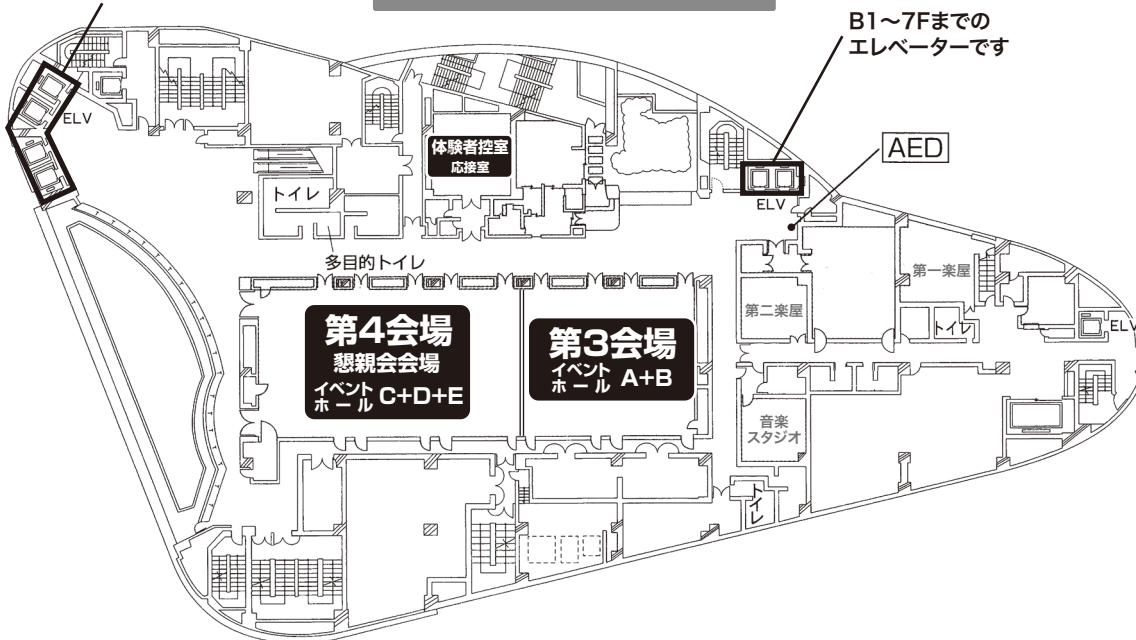 B1〜7Fまでの
エレベーターです
AED
ELV
体験者控室
応接室
トイレ
ELV
多目的トイレ
第一楽屋
第二楽屋
トイレ
ELV
第4会場
懇親会会場
イベント
ホール C+D+E
第3会場
イベント
ホール A+B
音楽
スタジオ
トイレ